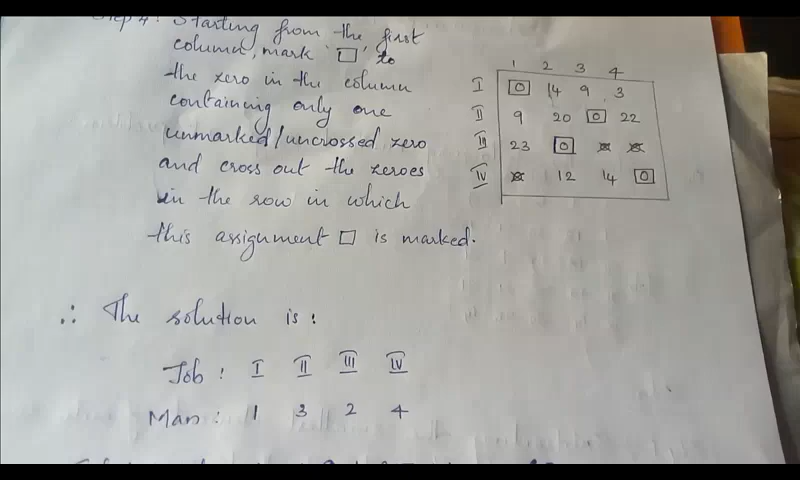 Step 4: Starting from the first
column, mark '□' to
the zero in the column
containing only one
unmarked/uncrossed zero
and cross out the zeroes
in the row in which
this assignment □ is marked.
1 2 3 4
I 0 14 9 3
II 9 20 0 22
III 23 0 0 0
IV 0 12 14 0
∴ The solution is:
Job: I II III IV
Man: 1 3 2 4